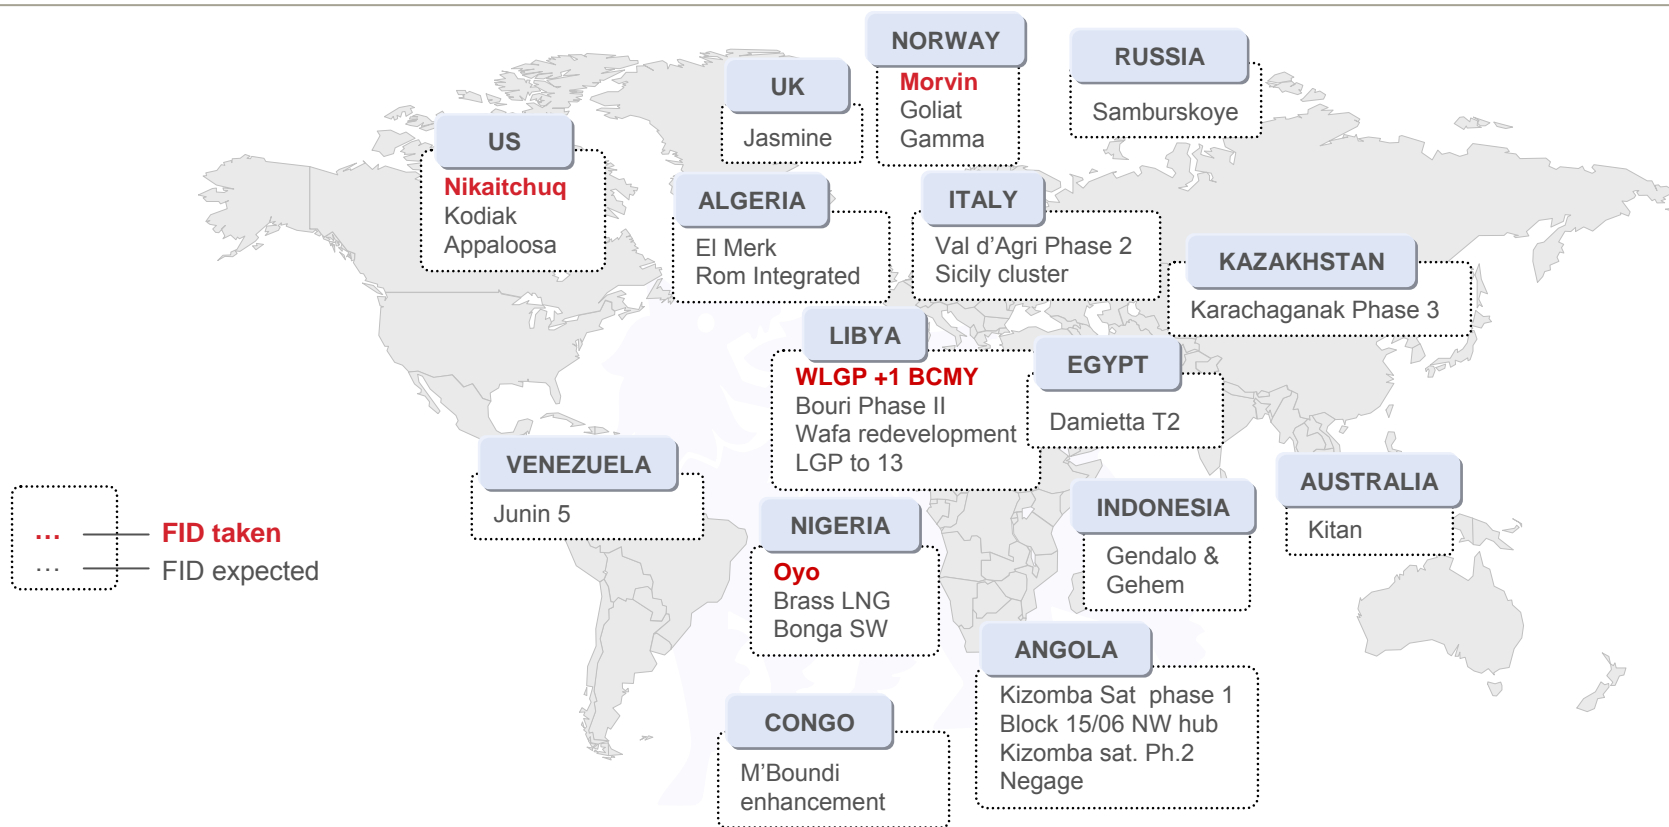 NORWAY
Morvin
Goliat
Gamma
RUSSIA
Samburskoye
UK
Jasmine
US
Nikaitchuq
Kodiak
Appaloosa
ALGERIA
El Merk
Rom Integrated
ITALY
Val d’Agri Phase 2
Sicily cluster
KAZAKHSTAN
Karachaganak Phase 3
LIBYA
WLGP +1 BCMY
Bouri Phase II
Wafa redevelopment
LGP to 13
EGYPT
Damietta T2
VENEZUELA
Junin 5
NIGERIA
Oyo
Brass LNG
Bonga SW
INDONESIA
Gendalo &
Gehem
AUSTRALIA
Kitan
... FID taken
... FID expected
ANGOLA
Kizomba Sat phase 1
Block 15/06 NW hub
Kizomba sat. Ph.2
Negage
CONGO
M’Boundi
enhancement